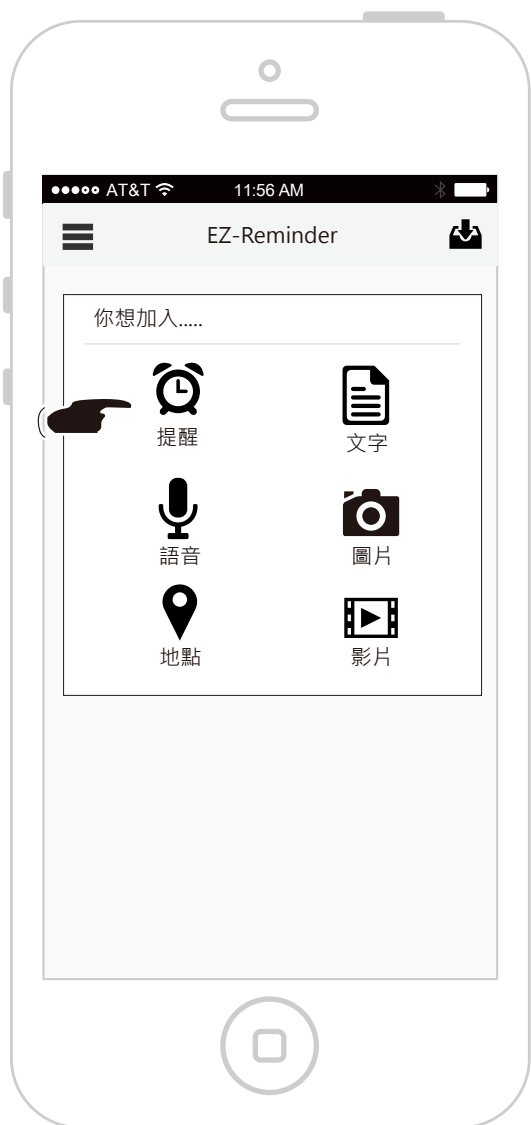 AT&T 11:56 AM
EZ-Reminder
你想加入.....
提醒 文字
語音 圖片
地點 影片